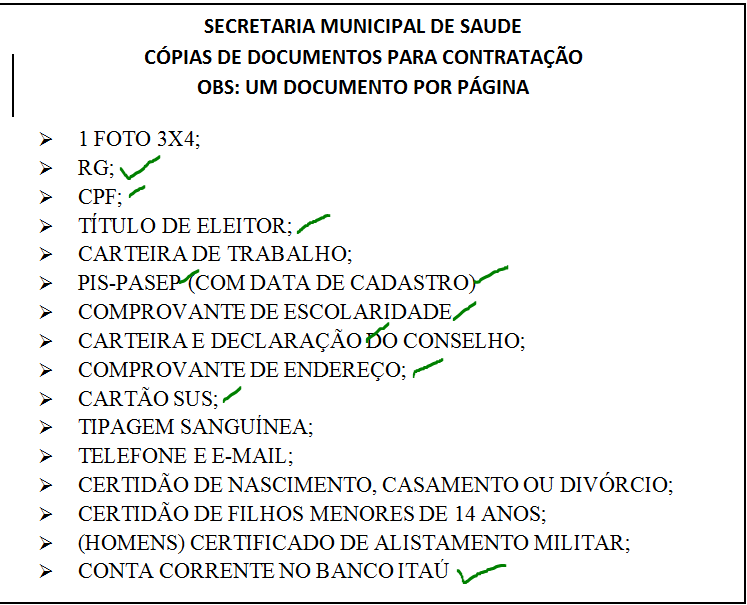 SECRETARIA MUNICIPAL DE SAUDE
CÓPIAS DE DOCUMENTOS PARA CONTRATAÇÃO
OBS: UM DOCUMENTO POR PÁGINA
1 FOTO 3X4;
RG;
CPF;
TÍTULO DE ELEITOR;
CARTEIRA DE TRABALHO;
PIS-PASEP (COM DATA DE CADASTRO)
COMPROVANTE DE ESCOLARIDADE
CARTEIRA E DECLARAÇÃO DO CONSELHO;
COMPROVANTE DE ENDEREÇO;
CARTÃO SUS;
TIPAGEM SANGUÍNEA;
TELEFONE E E-MAIL;
CERTIDÃO DE NASCIMENTO, CASAMENTO OU DIVÓRCIO;
CERTIDÃO DE FILHOS MENORES DE 14 ANOS;
(HOMENS) CERTIFICADO DE ALISTAMENTO MILITAR;
CONTA CORRENTE NO BANCO ITAÚ